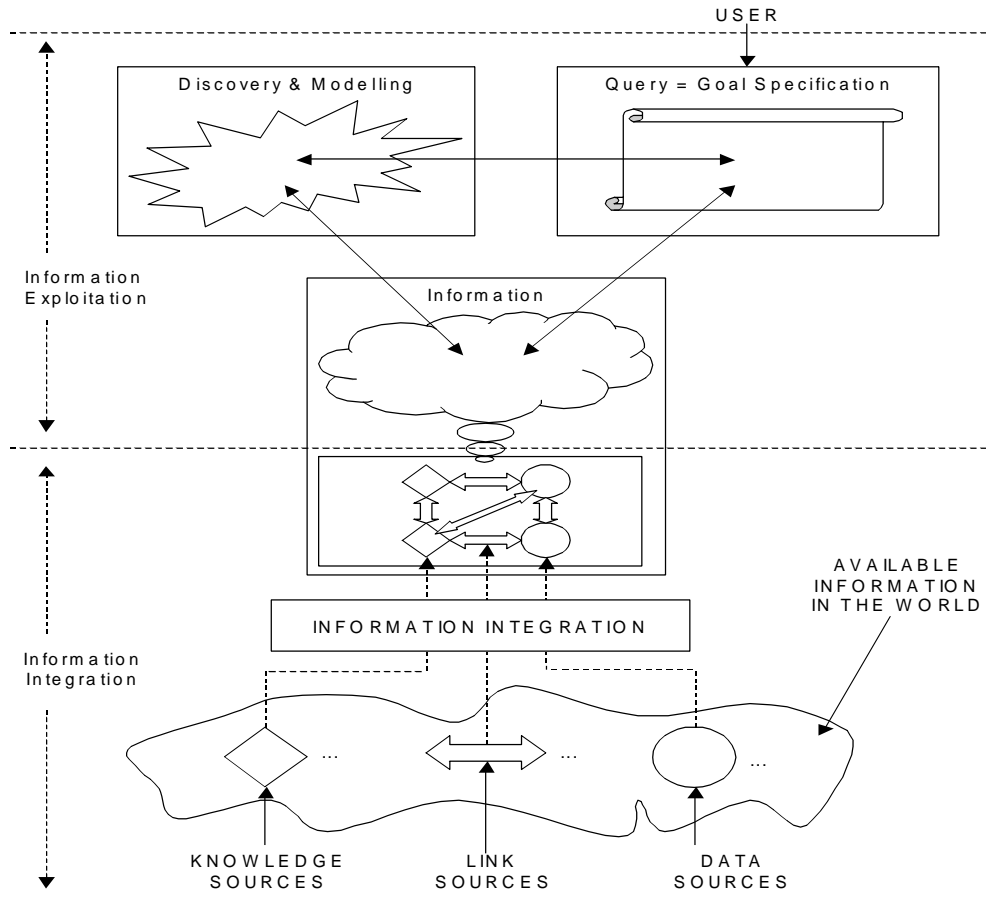 USER
Discovery & Modelling
Query = Goal Specification
Information
Exploitation
Information
AVAILABLE
INFORMATION
IN THE WORLD
INFORMATION INTEGRATION
Information
Integration
...
...
...
KNOWLEDGE
SOURCES
LINK
SOURCES
DATA
SOURCES